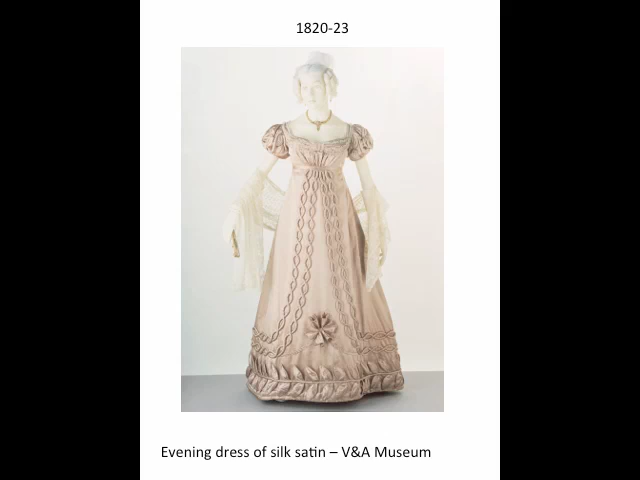 1820-23
Evening dress of silk satin – V&A Museum